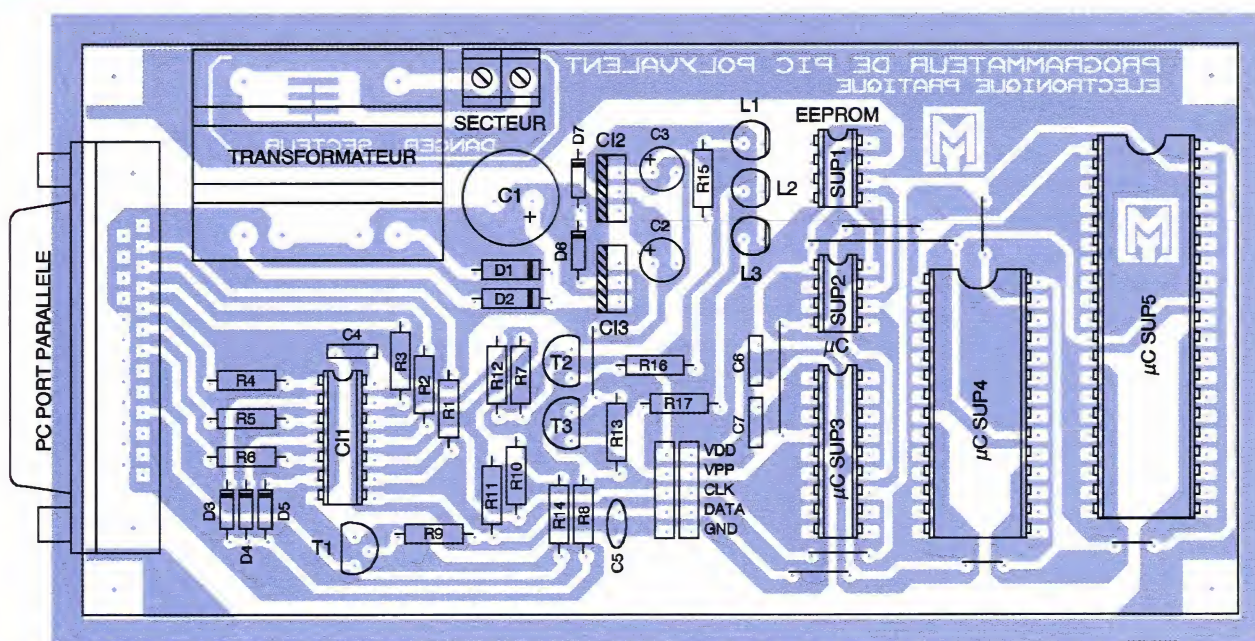 PROGRAMMATEUR DE PIC POLYVALENT
ELECTRONIQUE PRATIQUE
SECTEUR
TRANSFORMATEUR
DANGER SECTEUR
PC PORT PARALLELE
C1
+
D7
D6
CI2
CI3
C3
+
C2
+
R15
L1
L2
L3
EEPROM
SUP1
SUP2
µC
µC SUP3
µC SUP4
µC SUP5
D1
D2
C4
R3
R2
R1
R4
R5
R6
CI1
D3
D4
D5
T1
R9
R12
R7
T2
T3
R16
R17
R13
C6
C7
R10
R11
R14
R8
C5
VDD
VPP
CLK
DATA
GND